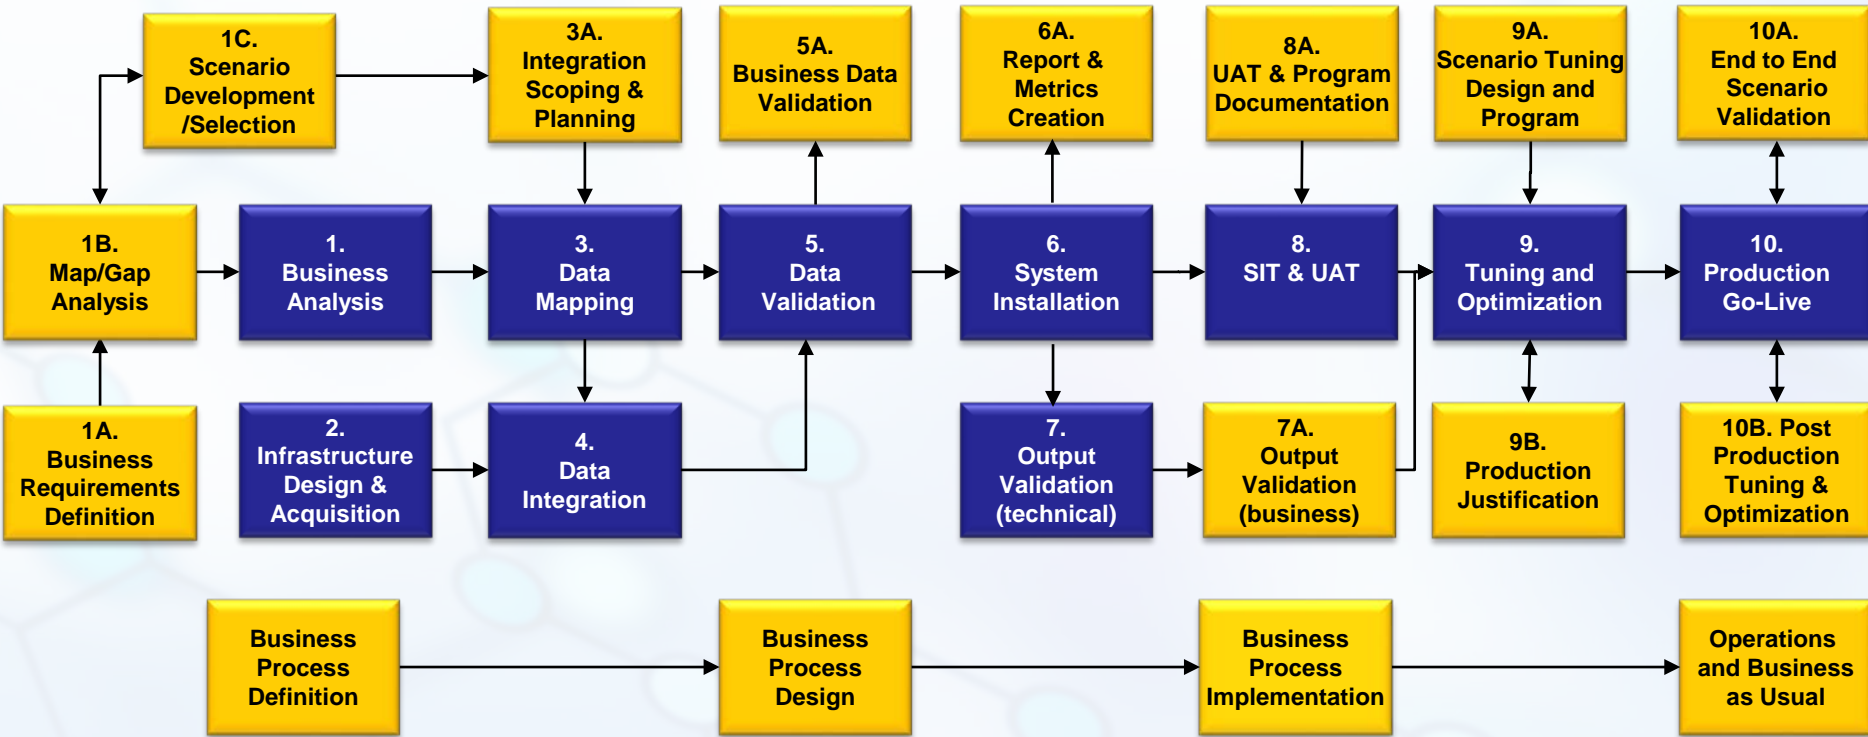 1C.
Scenario
Development
/Selection
3A.
Integration
Scoping &
Planning
5A.
Business Data
Validation
6A.
Report &
Metrics
Creation
8A.
UAT & Program
Documentation
9A.
Scenario Tuning
Design and
Program
10A.
End to End
Scenario
Validation
1B.
Map/Gap
Analysis
1.
Business
Analysis
3.
Data
Mapping
5.
Data
Validation
6.
System
Installation
8.
SIT & UAT
9.
Tuning and
Optimization
10.
Production
Go-Live
1A.
Business
Requirements
Definition
2.
Infrastructure
Design &
Acquisition
4.
Data
Integration
7.
Output
Validation
(technical)
7A.
Output
Validation
(business)
9B.
Production
Justification
10B. Post
Production
Tuning &
Optimization
Business
Process
Definition
Business
Process
Design
Business
Process
Implementation
Operations
and Business
as Usual